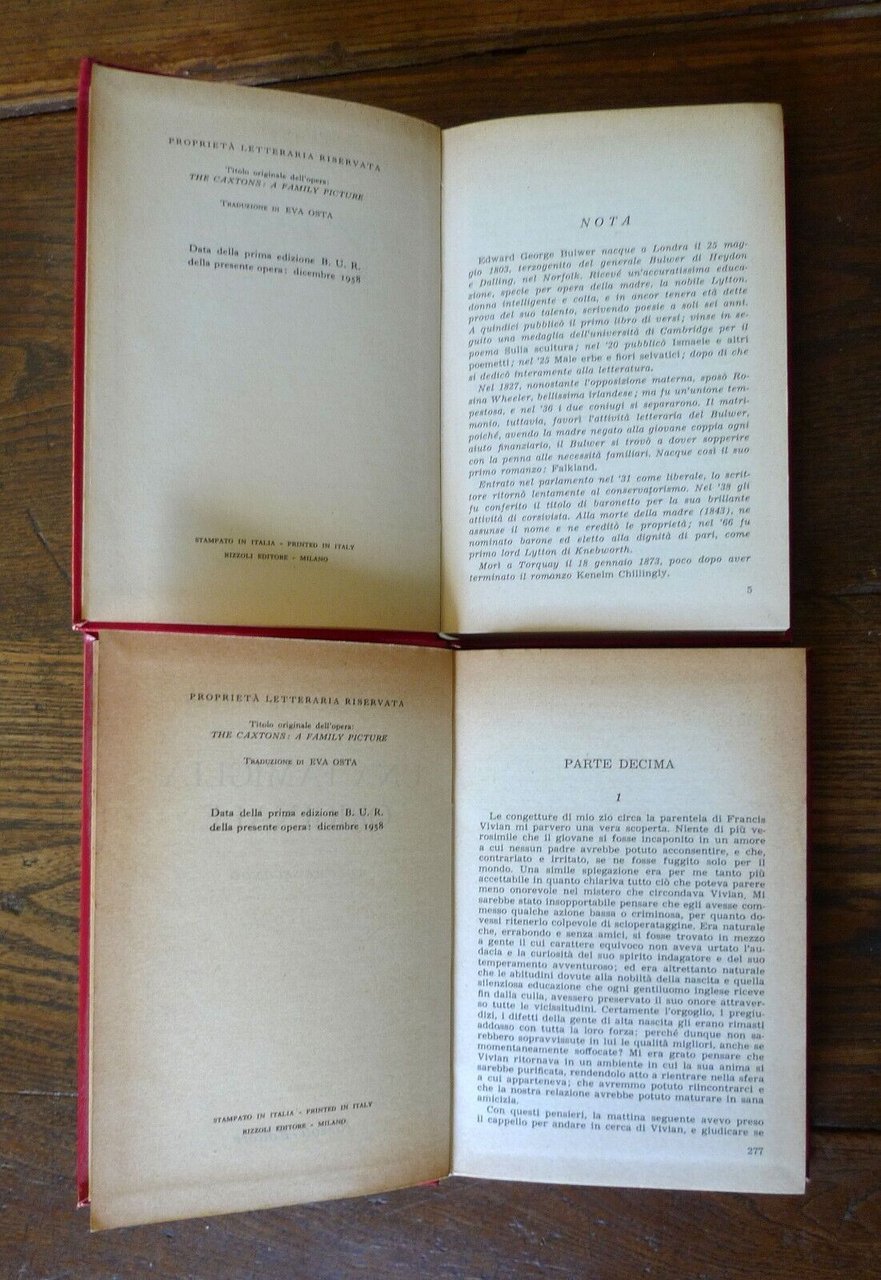 PROPRIETÀ LETTERARIA RISERVATA
Titolo originale dell'opera:
THE CAXTONS: A FAMILY PICTURE
TRADUZIONE DI EVA OSTA
Data della prima edizione B. U. R.
della presente opera: dicembre 1958
STAMPATO IN ITALIA - PRINTED IN ITALY
RIZZOLI EDITORE - MILANO
NOTA
Edward George Bulwer nacque a Londra il 25 mag-
gio 1803, terzogenito del generale Bulwer di Heydon
e Dalling, nel Norfolk. Ricevé un'accuratissima educa-
zione, specie per opera della madre, la nobile Lytton,
donna intelligente e colta, e in ancor tenera età dette
prova del suo talento, scrivendo poesie a soli sei anni.
A quindici pubblicò il primo libro di versi; vinse in se-
guito una medaglia dell'università di Cambridge per il
poema Sulla scultura; nel '20 pubblicò Ismaele e altri
poemetti; nel '25 Male erbe e fiori selvatici; dopo di che
si dedicò interamente alla letteratura.
Nel 1827, nonostante l'opposizione materna, sposò Ro-
sina Wheeler, bellissima irlandese; ma fu un'unione tem-
pestosa, e nel '36 i due coniugi si separarono. Il matri-
monio, tuttavia, favorì l'attività letteraria del Bulwer,
poiché, avendo la madre negato alla giovane coppia ogni
aiuto finanziario, il Bulwer si trovò a dover sopperire
con la penna alle necessità familiari. Nacque così il suo
primo romanzo: Falkland.
Entrato nel parlamento nel '31 come liberale, lo scrit-
tore ritornò lentamente al conservatorismo. Nel '38 gli
fu conferito il titolo di baronetto per la sua brillante
attività di corsivista. Alla morte della madre (1843), ne
assunse il nome e ne ereditò le proprietà; nel '66 fu
nominato barone ed eletto alla dignità di pari, come
primo lord Lytton di Knebworth.
Morì a Torquay il 18 gennaio 1873, poco dopo aver
terminato il romanzo Kenelm Chillingly.
5
PROPRIETÀ LETTERARIA RISERVATA
Titolo originale dell'opera:
THE CAXTONS: A FAMILY PICTURE
TRADUZIONE DI EVA OSTA
Data della prima edizione B. U. R.
della presente opera: dicembre 1958
STAMPATO IN ITALIA - PRINTED IN ITALY
RIZZOLI EDITORE - MILANO
PARTE DECIMA
1
Le congetture di mio zio circa la parentela di Francis
Vivian mi parvero una vera scoperta. Niente di più ve-
rosimile che il giovane si fosse incaponito in un amore
a cui nessun padre avrebbe potuto acconsentire, e che,
contrariato e irritato, se ne fosse fuggito solo per il
mondo. Una simile spiegazione era per me tanto più
accettabile in quanto chiariva tutto ciò che poteva parere
meno onorevole nel mistero che circondava Vivian. Mi
sarebbe stato insopportabile pensare che egli avesse com-
messo qualche azione bassa o criminosa, per quanto do-
vessi ritenerlo colpevole di scioperataggine. Era naturale
che, errabondo e senza amici, si fosse trovato in mezzo
a gente il cui carattere equivoco non aveva urtato l'au-
dacia e la curiosità del suo spirito indagatore e del suo
temperamento avventuroso; ed era altrettanto naturale
che le abitudini dovute alla nobiltà della nascita e quella
silenziosa educazione che ogni gentiluomo inglese riceve
fin dalla culla, avessero preservato il suo onore attraver-
so tutte le vicissitudini. Certamente l'orgoglio, i pregiu-
dizi, i difetti della gente di alta nascita gli erano rimasti
addosso con tutta la loro forza; perché dunque non sa-
rebbero sopravvissute in lui le qualità migliori, anche se
momentaneamente soffocate? Mi era grato pensare che
Vivian ritornava in un ambiente in cui la sua anima si
sarebbe purificata, rendendolo atto a rientrare nella sfera
a cui apparteneva; che avremmo potuto riincontrarci e
che la nostra relazione avrebbe potuto maturare in sana
amicizia.
Con questi pensieri, la mattina seguente avevo preso
il cappello per andare in cerca di Vivian, e giudicare se
277